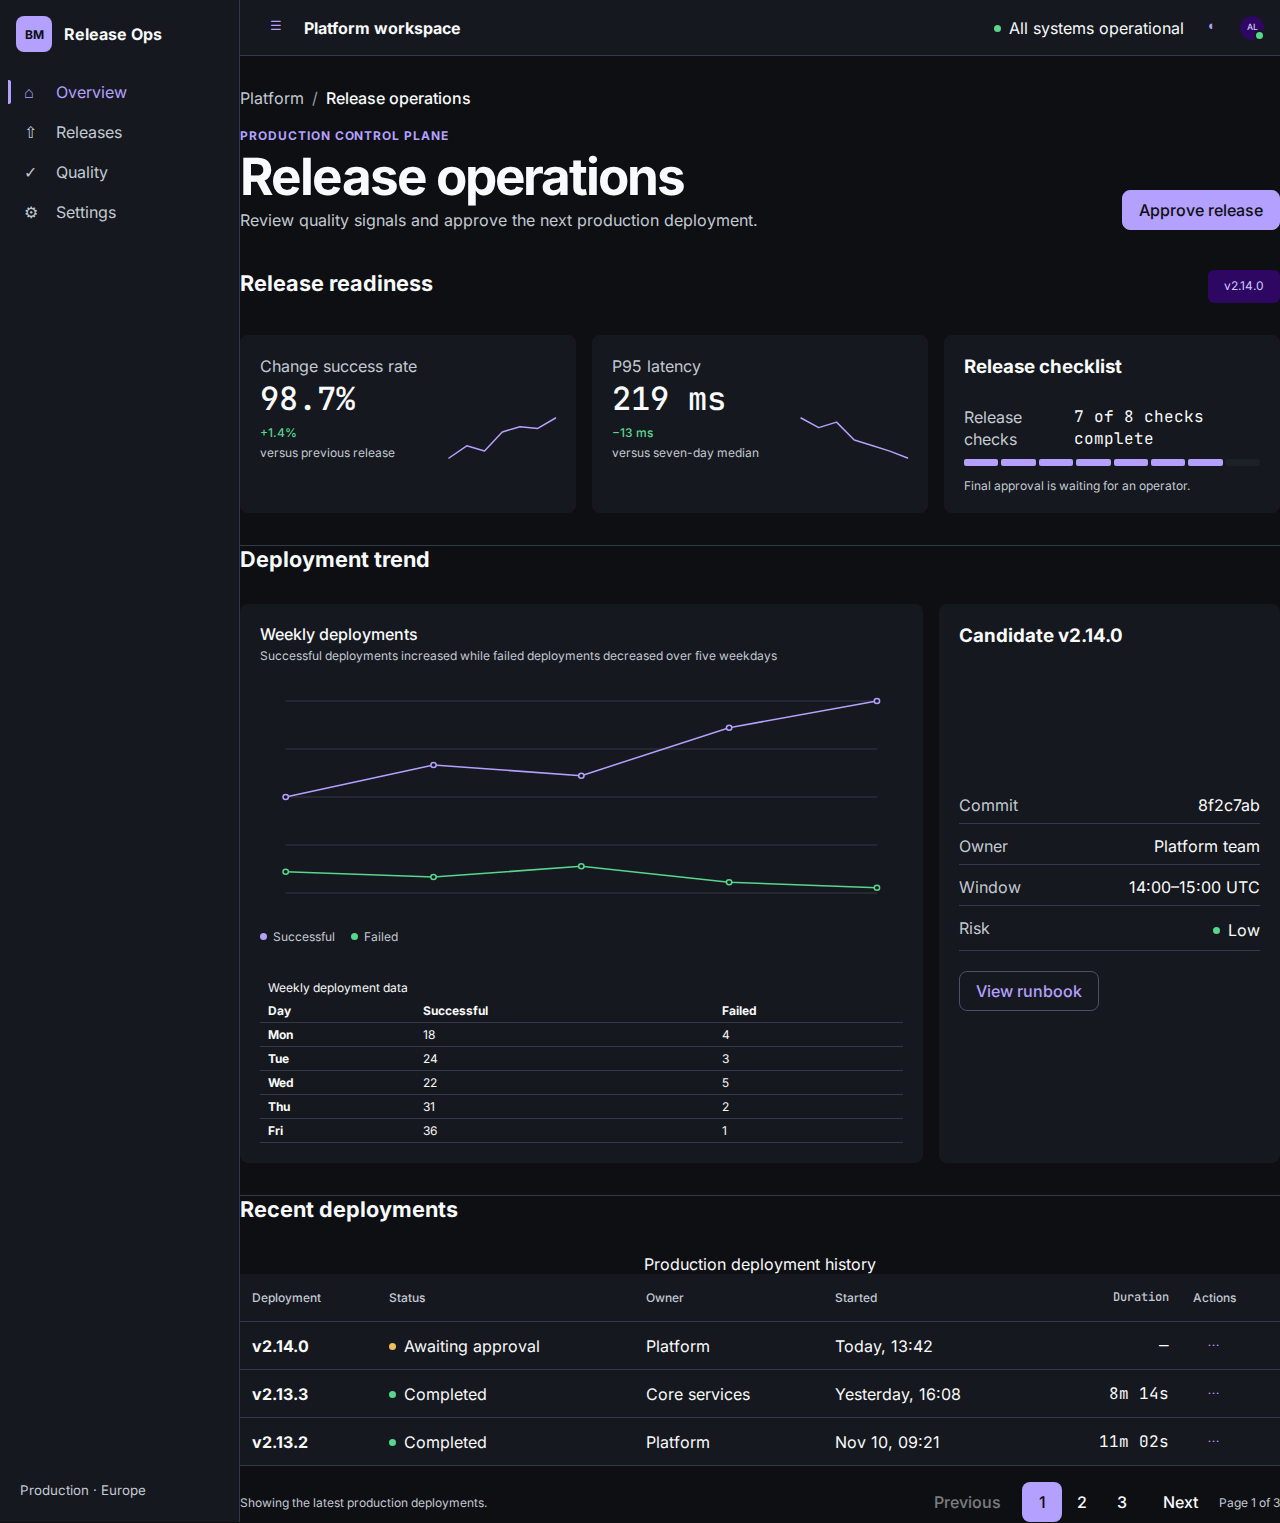 BM Release Ops
Overview
Releases
Quality
Settings
Production · Europe
Platform workspace
All systems operational
AL
Platform / Release operations
PRODUCTION CONTROL PLANE
Release operations
Review quality signals and approve the next production deployment.
Approve release
Release readiness
v2.14.0
Change success rate
98.7%
+1.4%
versus previous release
P95 latency
219 ms
−13 ms
versus seven-day median
Release checklist
Release checks
7 of 8 checks complete
Final approval is waiting for an operator.
Deployment trend
Weekly deployments
Successful deployments increased while failed deployments decreased over five weekdays
Successful Failed
Weekly deployment data
Day Successful Failed
Mon 18 4
Tue 24 3
Wed 22 5
Thu 31 2
Fri 36 1
Candidate v2.14.0
Commit 8f2c7ab
Owner Platform team
Window 14:00–15:00 UTC
Risk Low
View runbook
Recent deployments
Production deployment history
Deployment Status Owner Started Duration Actions
v2.14.0 Awaiting approval Platform Today, 13:42 — ···
v2.13.3 Completed Core services Yesterday, 16:08 8m 14s ···
v2.13.2 Completed Platform Nov 10, 09:21 11m 02s ···
Showing the latest production deployments.
Previous 1 2 3 Next Page 1 of 3